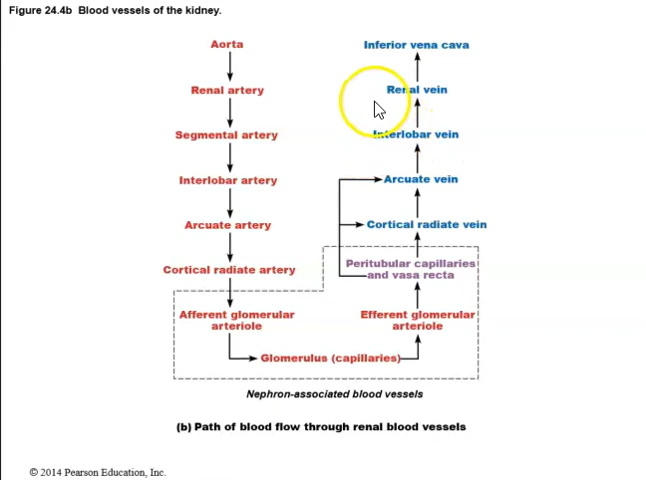 Figure 24.4b Blood vessels of the kidney.
Aorta
Renal artery
Segmental artery
Interlobar artery
Arcuate artery
Cortical radiate artery
Afferent glomerular
arteriole
Glomerulus (capillaries)
Efferent glomerular
arteriole
Peritubular capillaries
and vasa recta
Cortical radiate vein
Arcuate vein
Interlobar vein
Renal vein
Inferior vena cava
Nephron-associated blood vessels
(b) Path of blood flow through renal blood vessels
© 2014 Pearson Education, Inc.